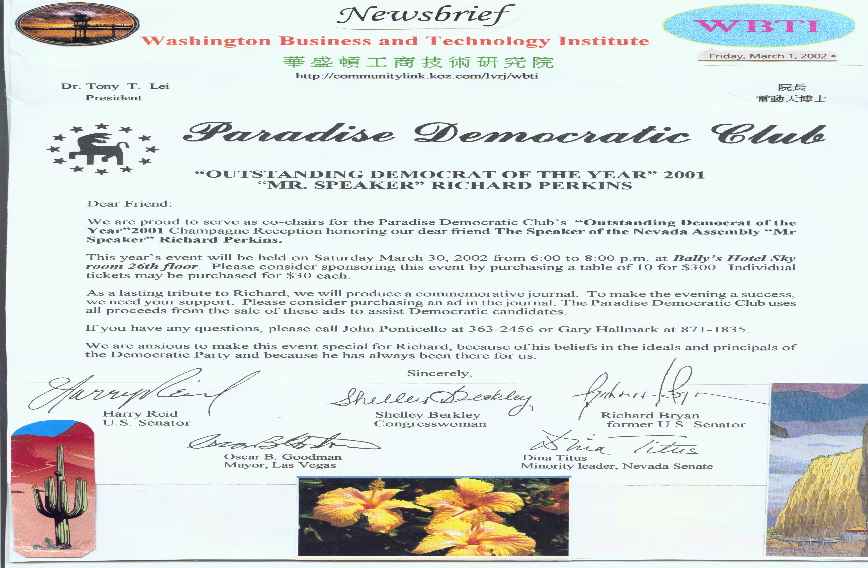 Newsbrief
WBTI
Washington Business and Technology Institute
Friday, March 1, 2002
華盛頓工商技術研究院
http://communitylink.koz.com/lvrj/wbti
Dr. Tony T. Lei
President
院長
雷動天博士
Paradise Democratic Club
“OUTSTANDING DEMOCRAT OF THE YEAR” 2001
“MR. SPEAKER” RICHARD PERKINS
Dear Friend:
We are proud to serve as co-chairs for the Paradise Democratic Club's “Outstanding Democrat of the
Year”2001 Champagne Reception honoring our dear friend The Speaker of the Nevada Assembly “Mr
Speaker” Richard Perkins.
This year's event will be held on Saturday March 30, 2002 from 6:00 to 8:00 p.m. at Bally's Hotel Sky
room 26th floor Please consider sponsoring this event by purchasing a table of 10 for $300 Individual
tickets may be purchased for $30 each.
As a lasting tribute to Richard, we will produce a commemorative journal. To make the evening a success,
we need your support. Please consider purchasing an ad in the journal. The Paradise Democratic Club uses
all proceeds from the sale of these ads to assist Democratic candidates.
If you have any questions, please call John Ponticello at 363-2456 or Gary Hallmark at 871-1835.
We are anxious to make this event special for Richard, because of his beliefs in the ideals and principals of
the Democratic Party and because he has always been there for us.
Sincerely,
Harry Reid
Shelley Berkley
Harry Reid
U.S. Senator
Shelley Berkley
Congresswoman
Richard Bryan
former U.S. Senator
Dina Titus
Oscar B. Goodman
Mayor, Las Vegas
Dina Titus
Minority leader, Nevada Senate